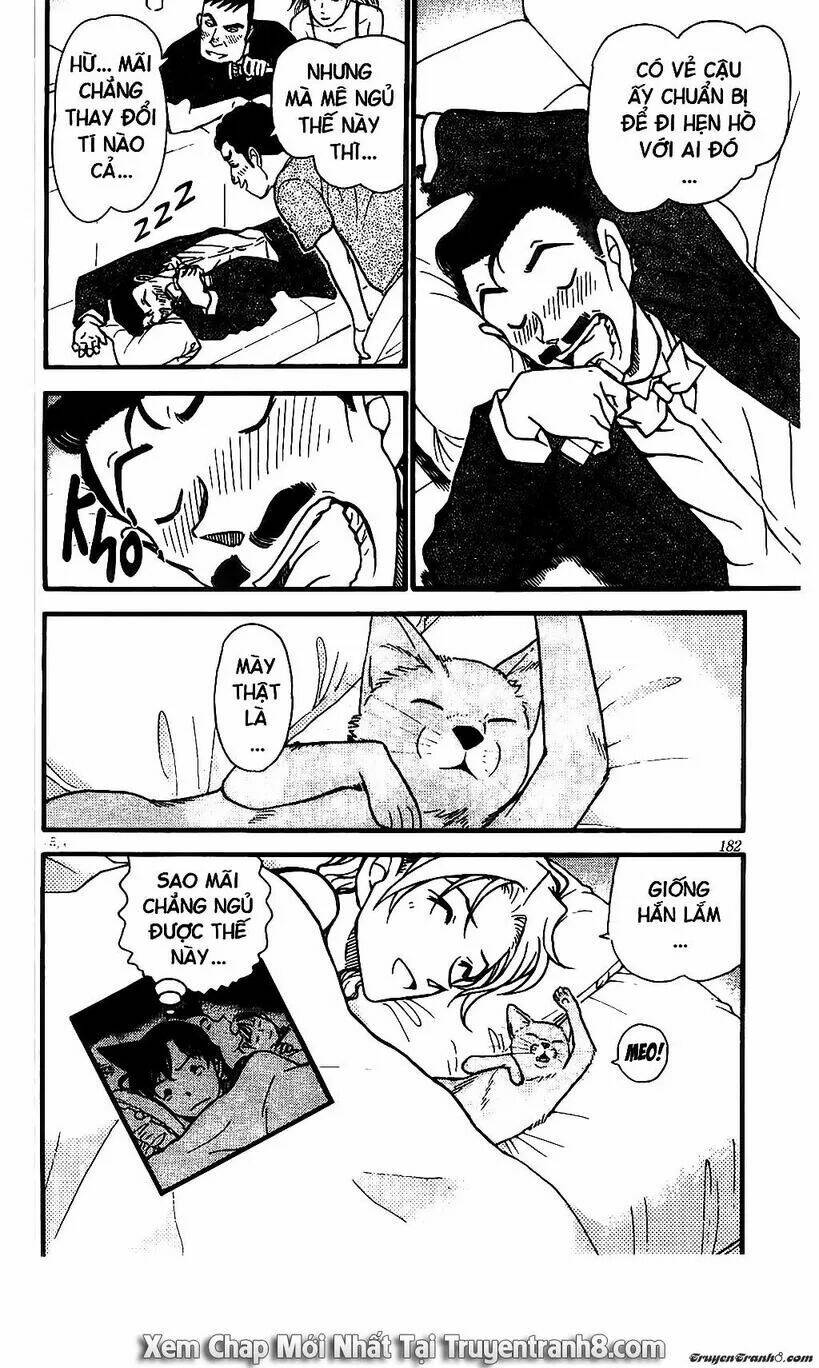 CÓ VẺ CẬU
ẤY CHUẨN BỊ
ĐỂ ĐI HẸN HÒ
VỚI AI ĐÓ
...
NHƯNG
MÀ MÊ NGỦ
THẾ NÀY
THÌ...
HỪ... MÃI
CHẲNG
THAY ĐỔI
TÍ NÀO
CẢ...
ZZZ
KHÒ
MÀY
THẬT
LÀ
...
182
GIỐNG
HẮN LẮM
...
MEO!
SAO MÃI
CHẲNG NGỦ
ĐƯỢC THẾ
NÀY...
Xem Chap Mới Nhất Tại Truyentranh8.com
TruyenTranh8.com